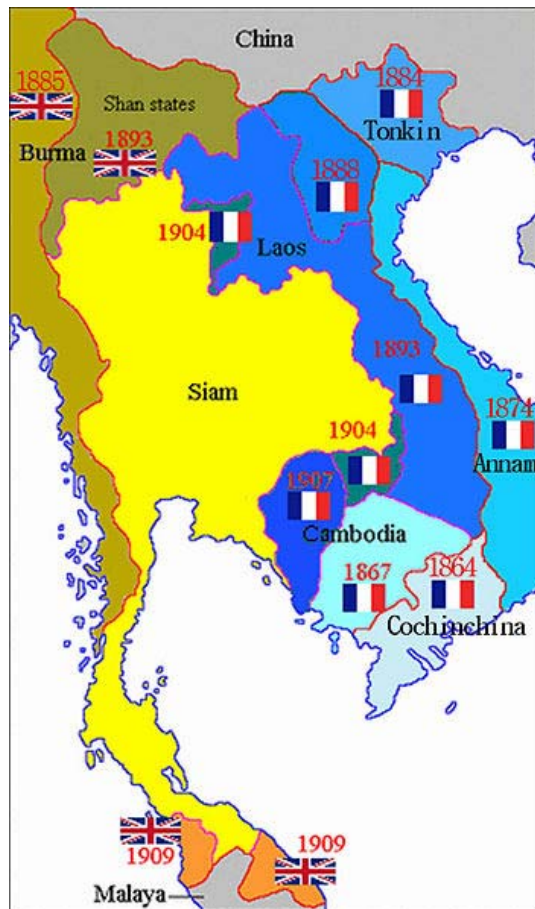 China
1885
1884
Shan states
Tonkin
Burma
1893
1888
1904
Laos
1893
Siam
1874
1904
Annam
1907
Cambodia
1867
1864
Cochinchina
1909
1909
Malaya